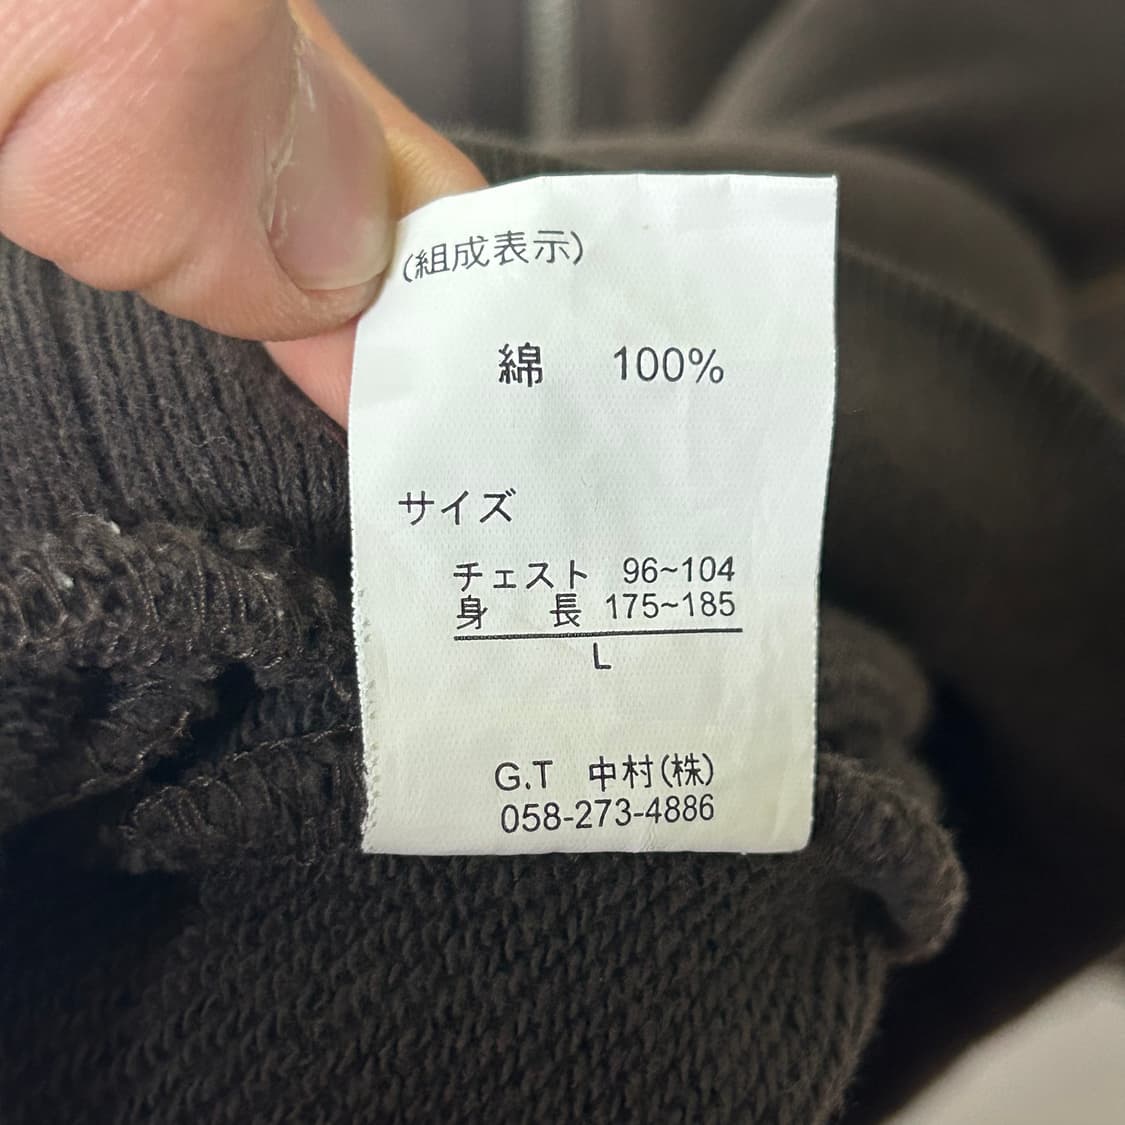 (組成表示)
綿 100%
サイズ
チェスト 96~104
身 長 175~185
L
G.T 中村(株)
058-273-4886